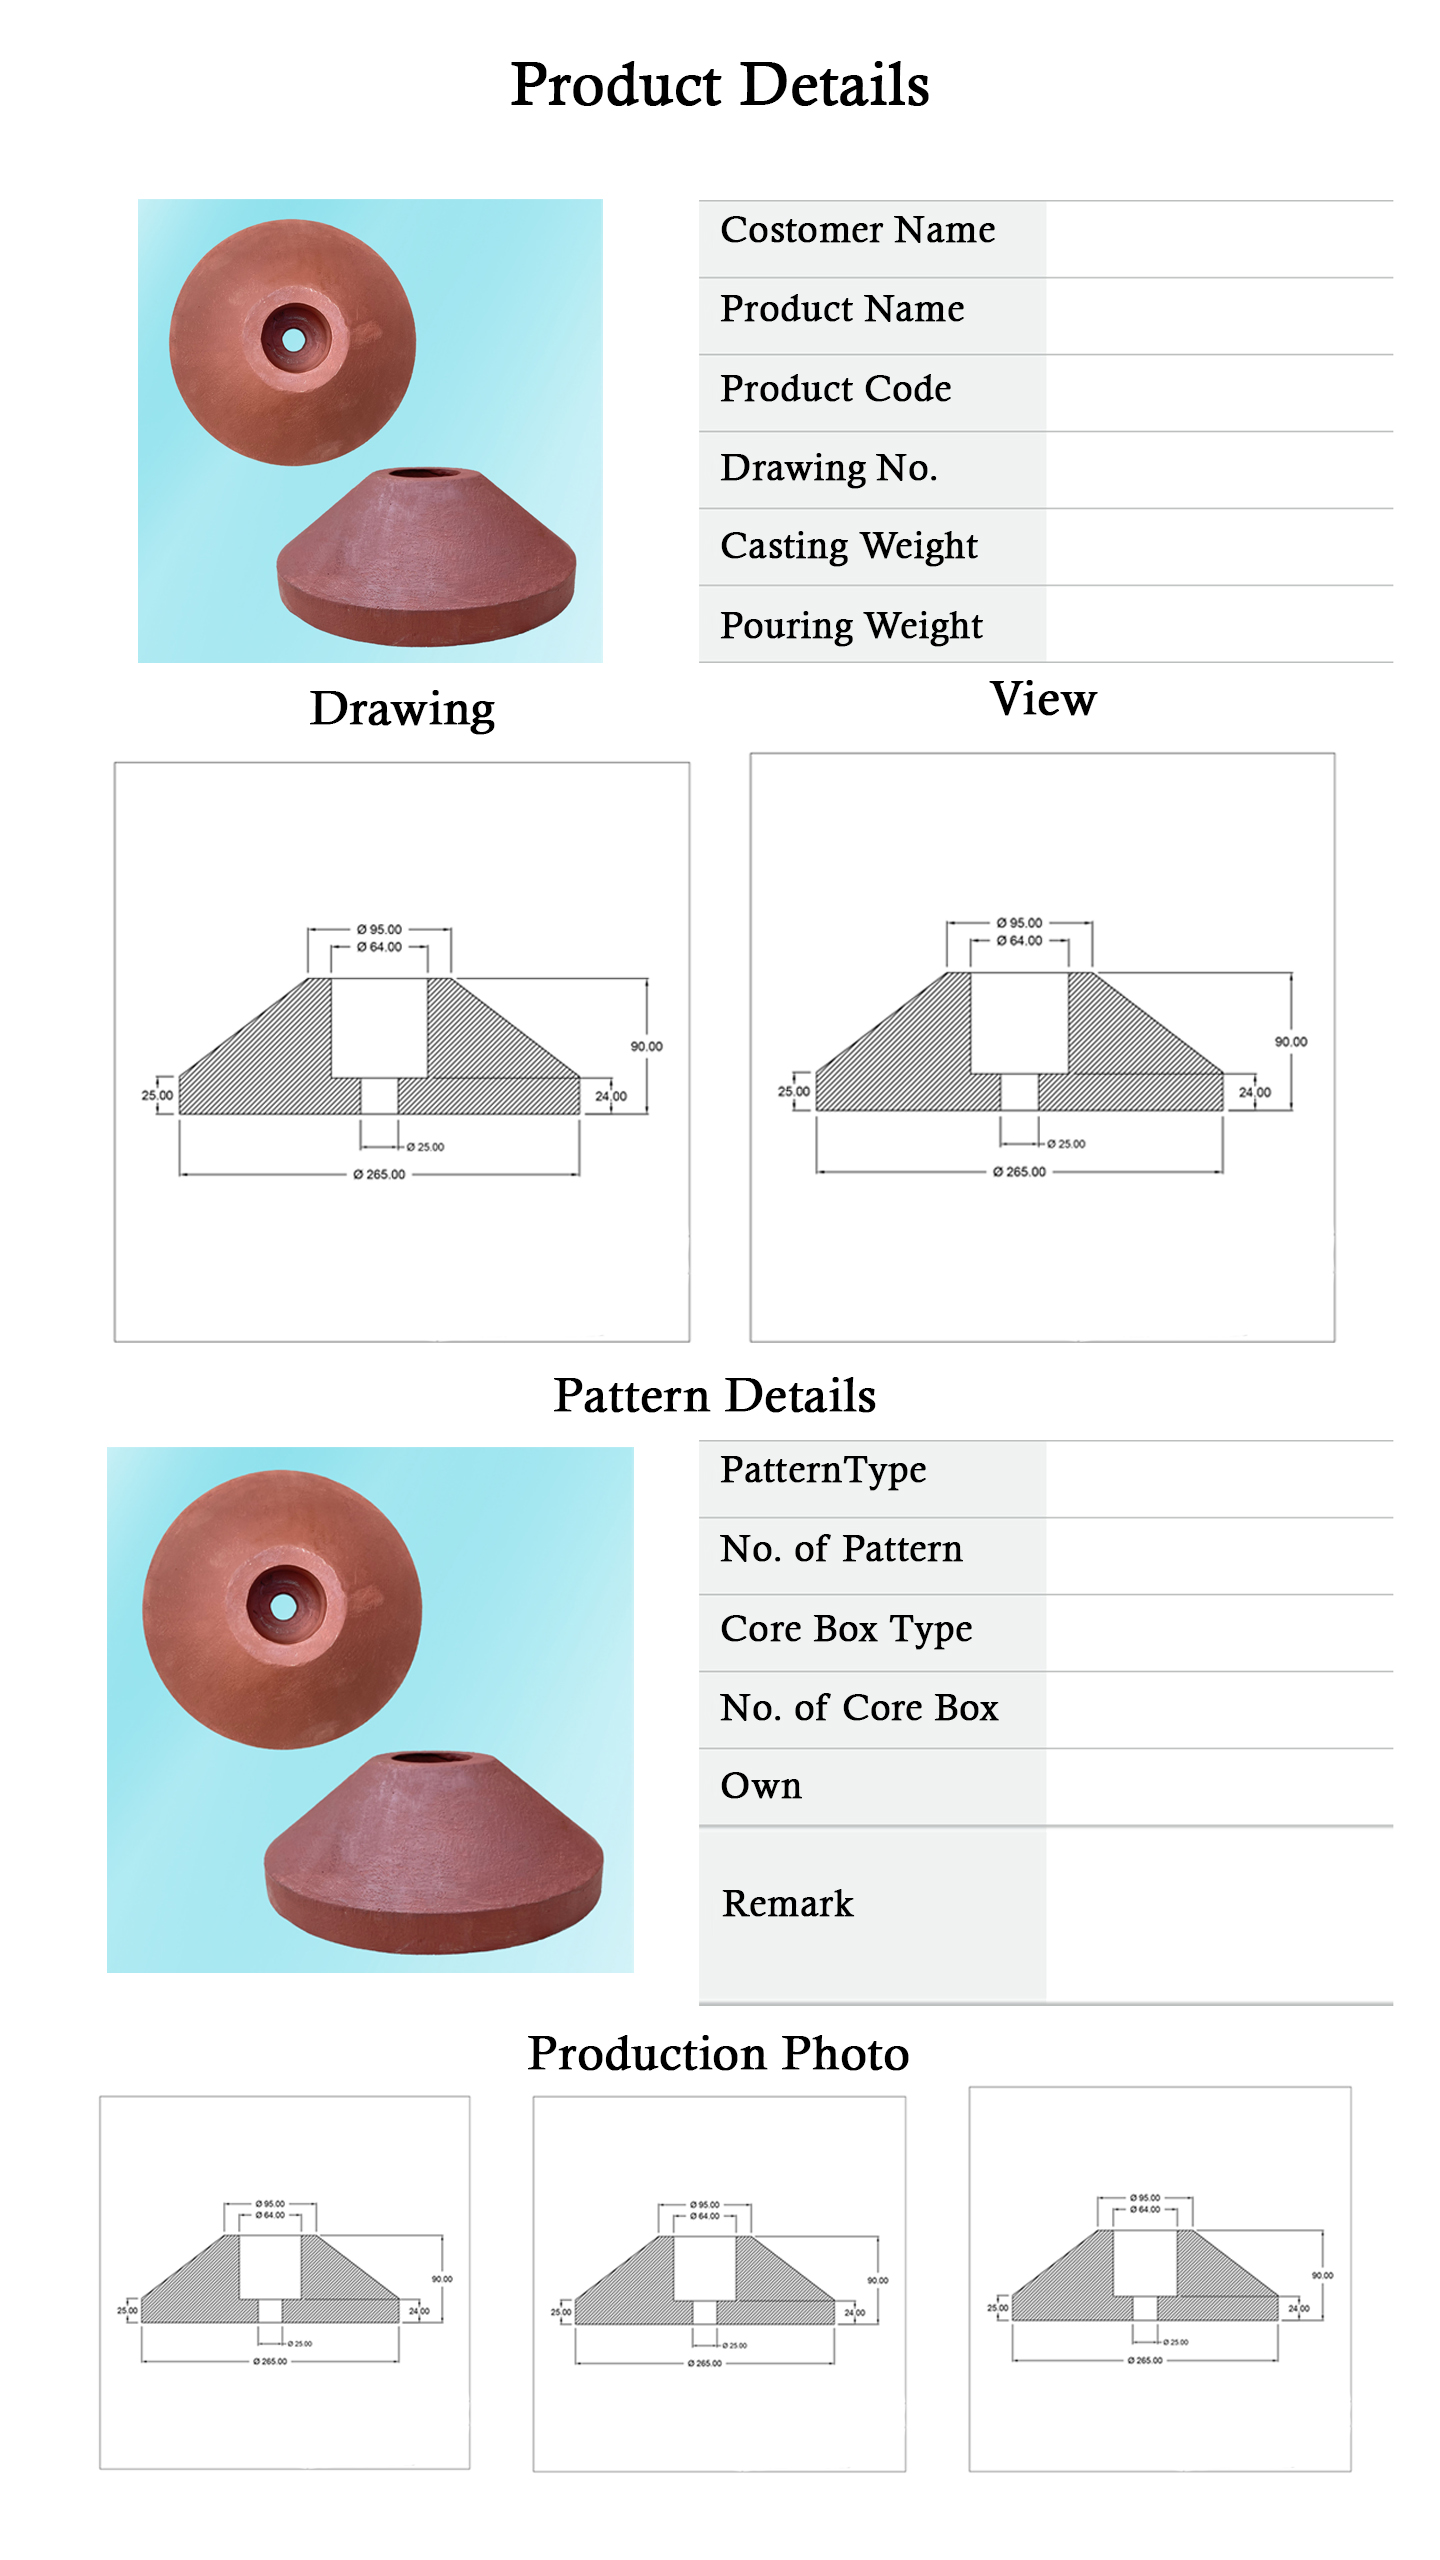 Product Details
Costomer Name
Product Name
Product Code
Drawing No.
Casting Weight
Pouring Weight
Drawing
View
Ø 95.00
Ø 64.00
90.00
25.00
24.00
Ø 25.00
Ø 265.00
Ø 95.00
Ø 64.00
90.00
25.00
24.00
Ø 25.00
Ø 265.00
Pattern Details
PatternType
No. of Pattern
Core Box Type
No. of Core Box
Own
Remark
Production Photo
Ø 95.00
Ø 64.00
90.00
25.00
24.00
Ø 25.00
Ø 265.00
Ø 95.00
Ø 64.00
90.00
25.00
24.00
Ø 25.00
Ø 265.00
Ø 95.00
Ø 64.00
90.00
25.00
24.00
Ø 25.00
Ø 265.00